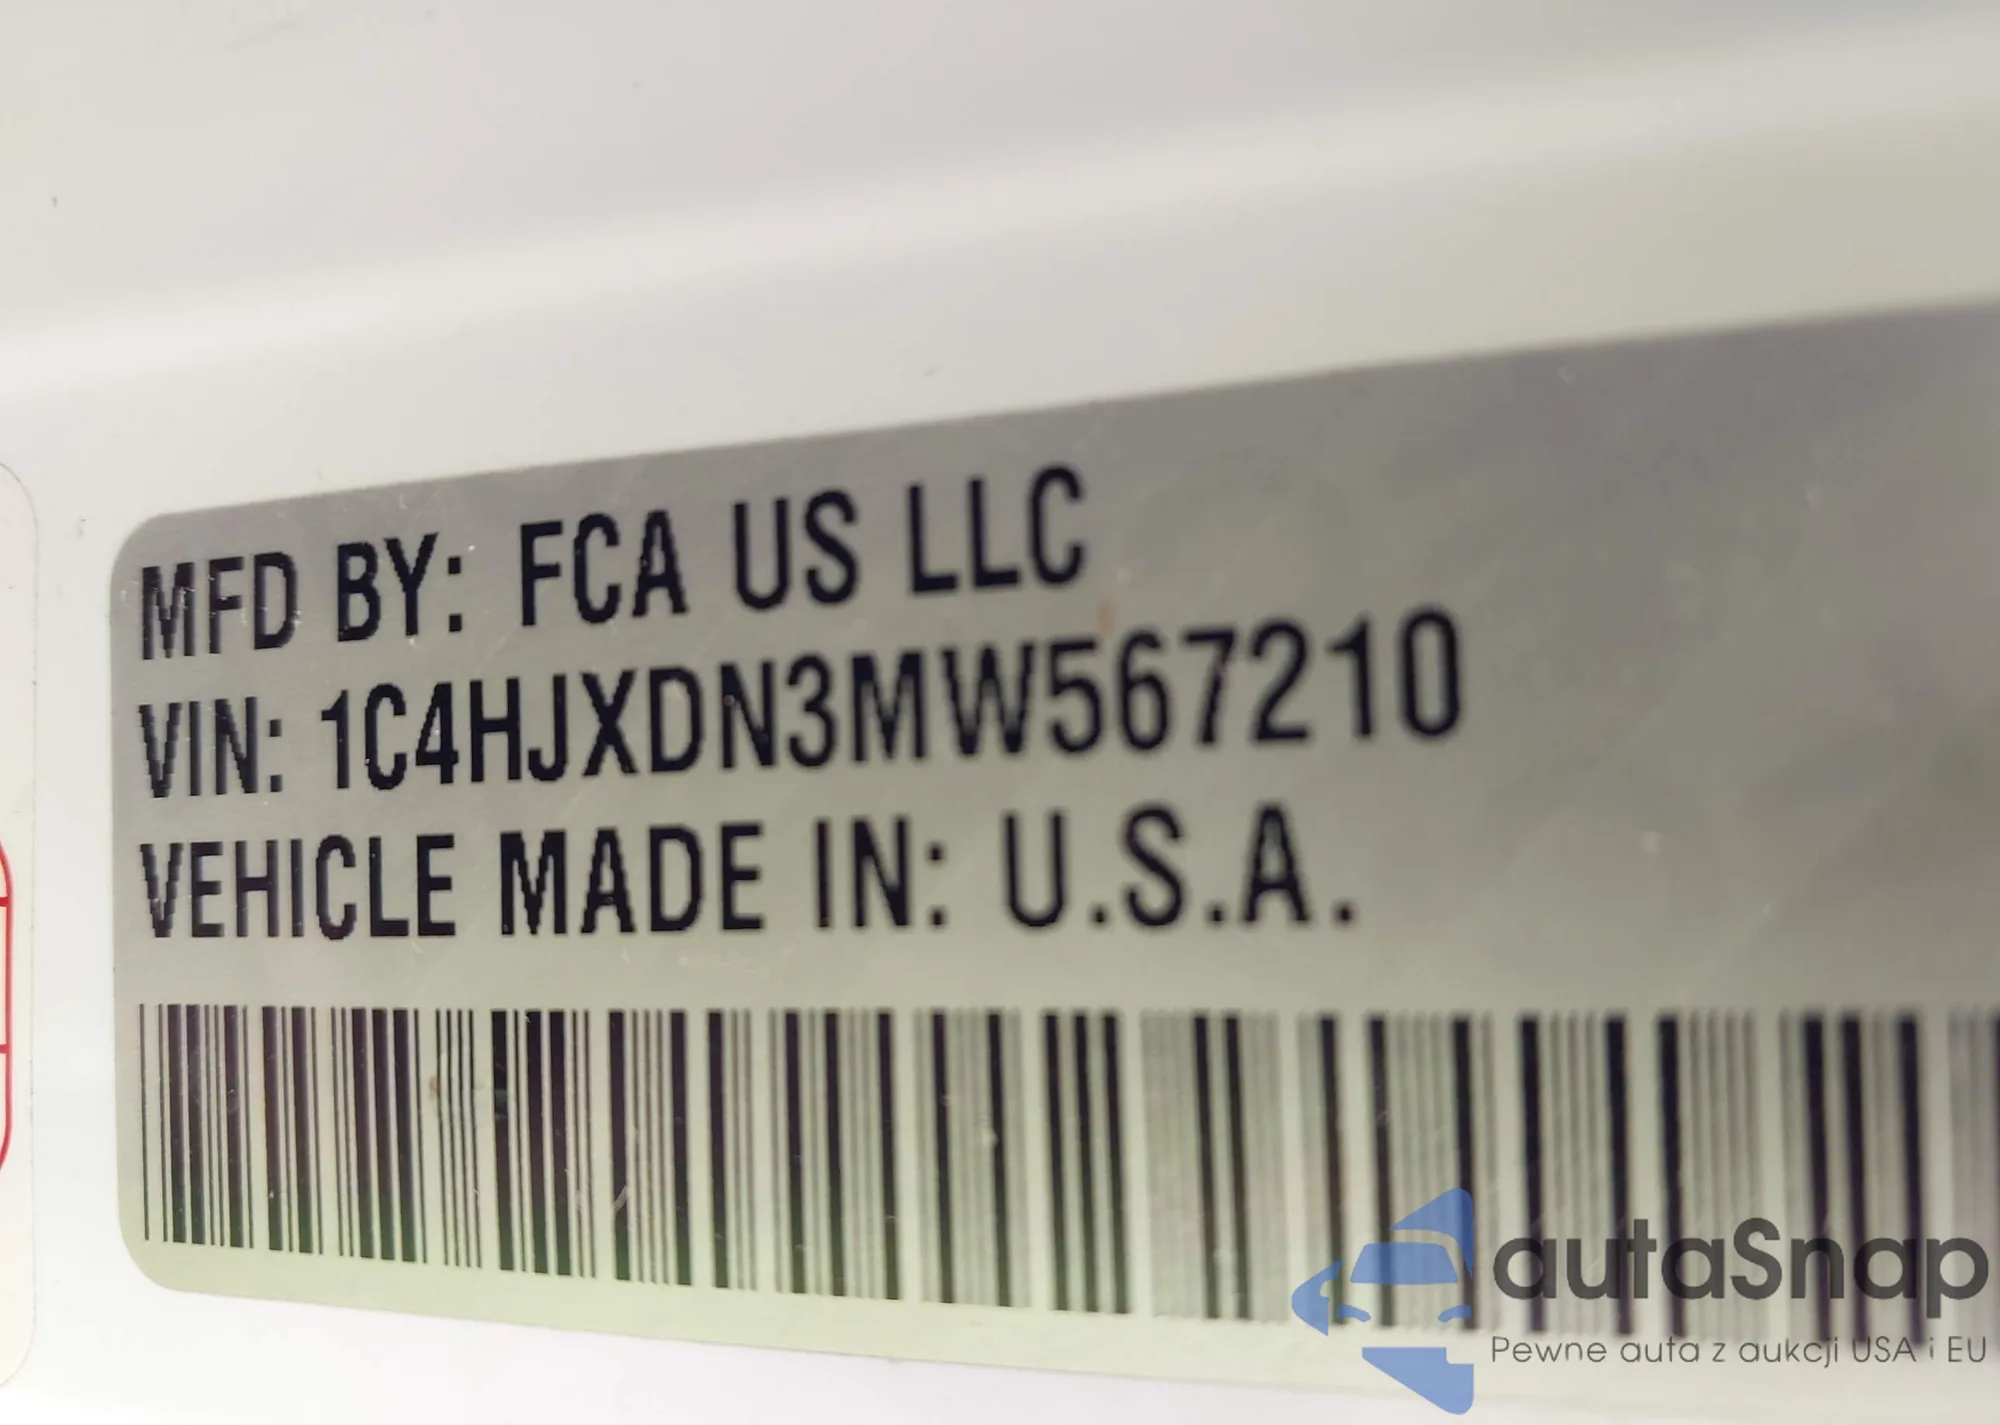 MFD BY: FCA US LLC
VIN: 1C4HJXDN3MW567210
VEHICLE MADE IN: U.S.A.
autaSnap
Pewne auta z aukcji USA i EU